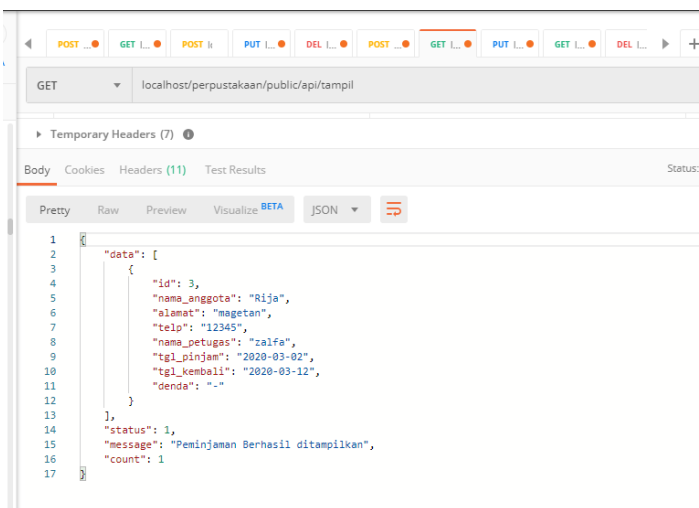 POST ... GET l... POST lr PUT l... DEL l... POST ... GET l... PUT l... GET l... DEL l...
GET localhost/perpustakaan/public/api/tampil
Temporary Headers (7)
Body Cookies Headers (11) Test Results Status:
Pretty Raw Preview Visualize BETA JSON
1 {
2 "data": [
3 {
4 "id": 3,
5 "nama_anggota": "Rija",
6 "alamat": "magetan",
7 "telp": "12345",
8 "nama_petugas": "zalfa",
9 "tgl_pinjam": "2020-03-02",
10 "tgl_kembali": "2020-03-12",
11 "denda": "-"
12 }
13 ],
14 "status": 1,
15 "message": "Peminjaman Berhasil ditampilkan",
16 "count": 1
17 }